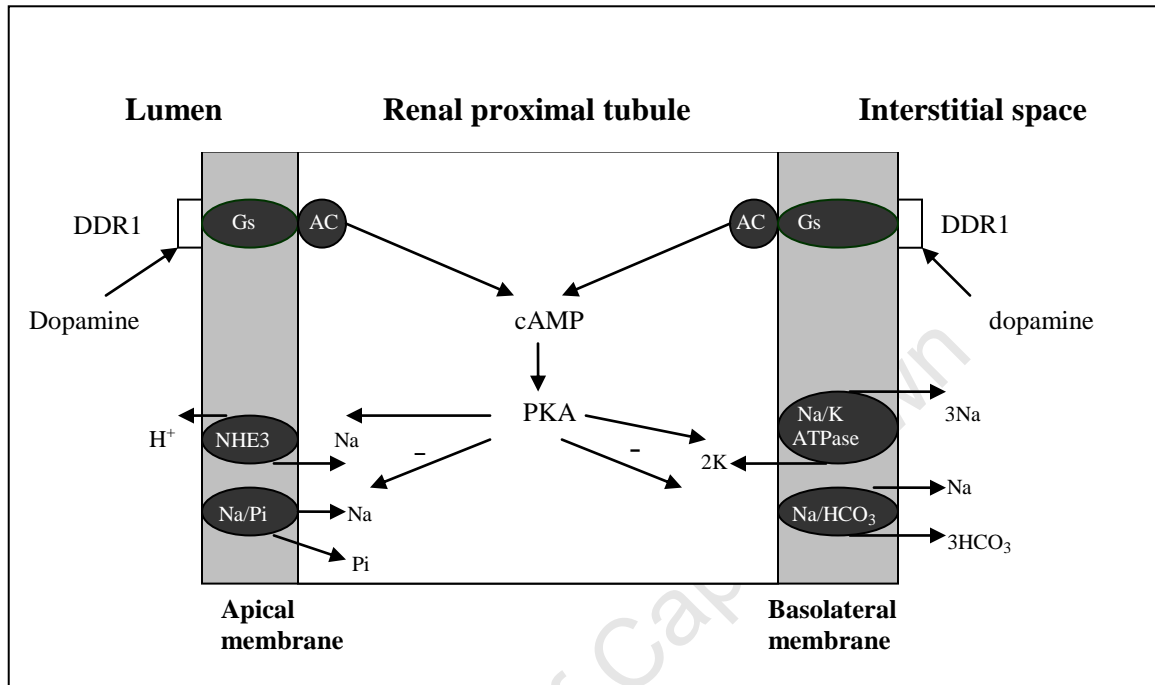 Lumen
Renal proximal tubule
Interstitial space
DDR1
Gs
AC
AC
Gs
DDR1
Dopamine
cAMP
dopamine
PKA
H⁺
NHE3
Na
–
-
2K
Na/K
ATPase
3Na
Na/Pi
Na
Pi
Na/HCO₃
Na
3HCO₃
Apical
membrane
Basolateral
membrane